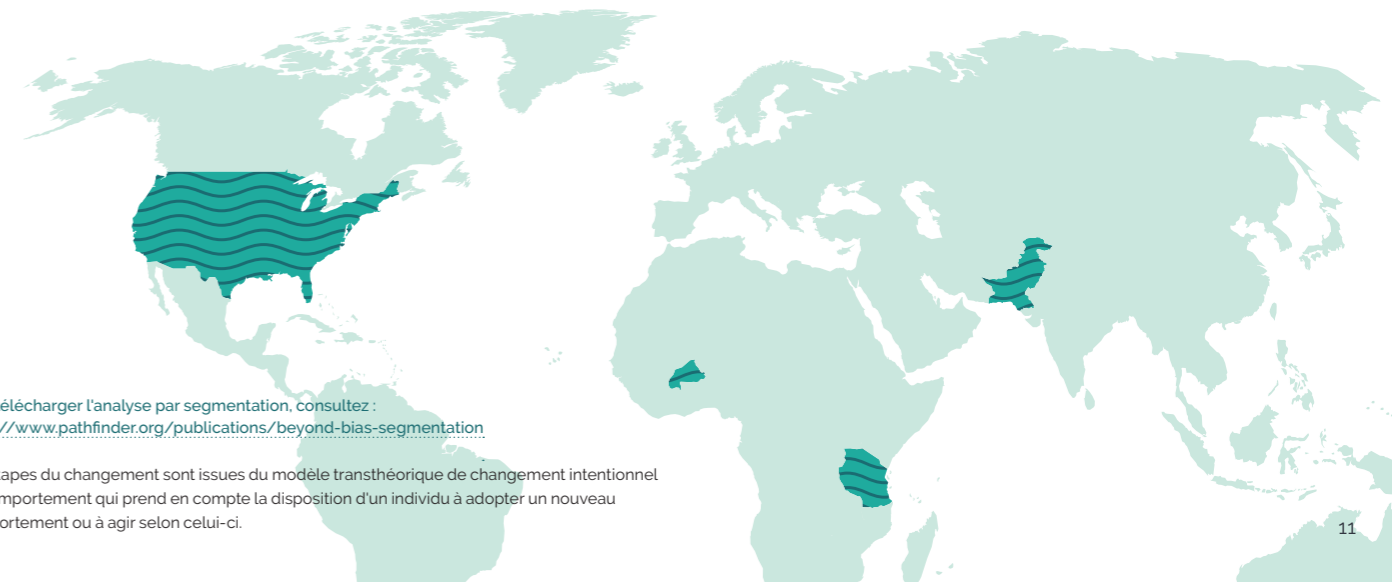 élécharger l'analyse par segmentation, consultez :
//www.pathfinder.org/publications/beyond-bias-segmentation
tapes du changement sont issues du modèle transthéorique de changement intentionnel
mportement qui prend en compte la disposition d'un individu à adopter un nouveau
ortement ou à agir selon celui-ci.
11